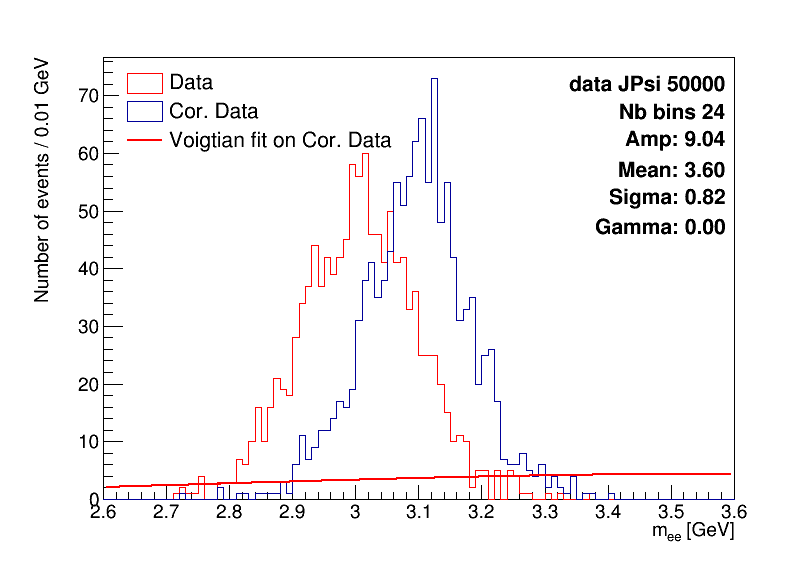 Number of events / 0.01 GeV
Data
Cor. Data
Voigtian fit on Cor. Data
data JPsi 50000
Nb bins 24
Amp: 9.04
Mean: 3.60
Sigma: 0.82
Gamma: 0.00
70
60
50
40
30
20
10
0
2.6 2.7 2.8 2.9 3 3.1 3.2 3.3 3.4 3.5 3.6
m_ee [GeV]